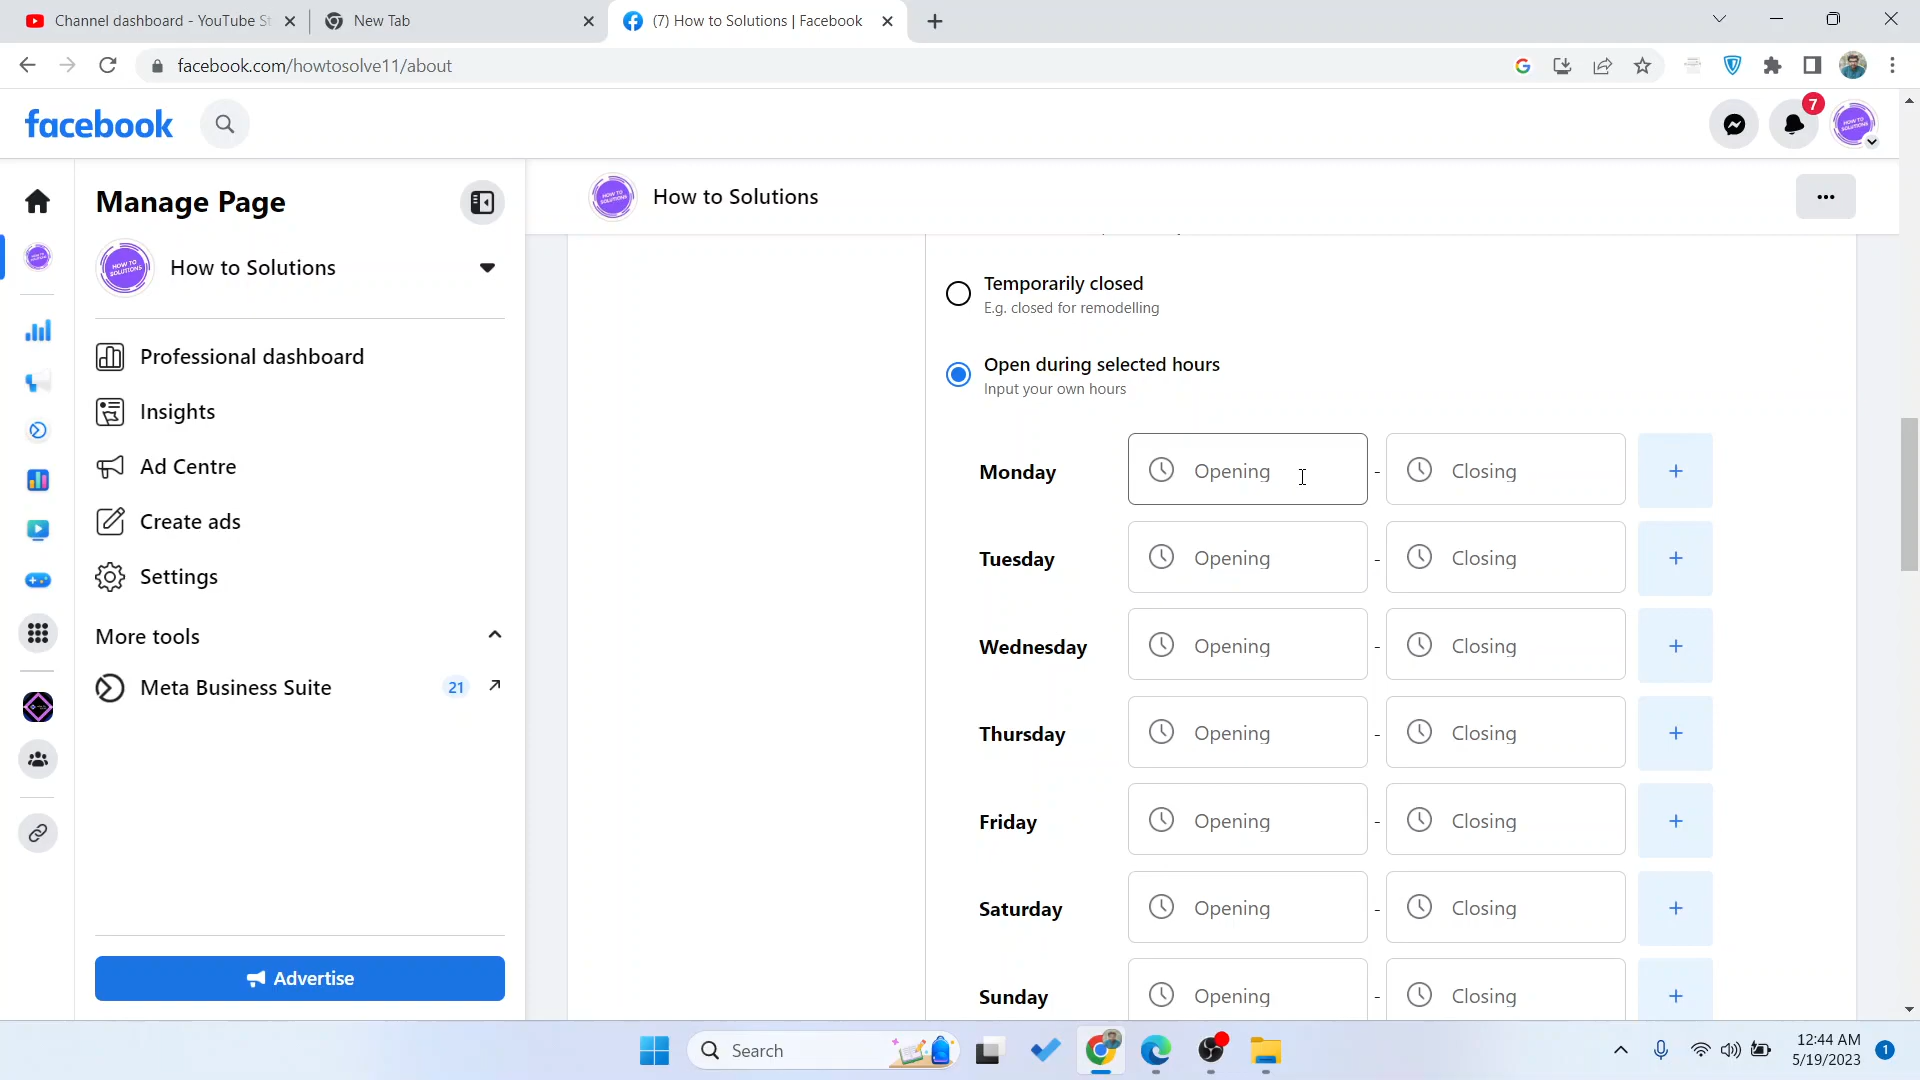 Channel dashboard - YouTube St
New Tab
(7) How to Solutions | Facebook
facebook.com/howtosolve11/about
facebook
7
Manage Page
How to Solutions
Professional dashboard
Insights
Ad Centre
Create ads
Settings
More tools
Meta Business Suite
21
Advertise
How to Solutions
Temporarily closed
E.g. closed for remodelling
Open during selected hours
Input your own hours
Monday Opening - Closing +
Tuesday Opening - Closing +
Wednesday Opening - Closing +
Thursday Opening - Closing +
Friday Opening - Closing +
Saturday Opening - Closing +
Sunday Opening - Closing +
Search
12:44 AM
5/19/2023
1